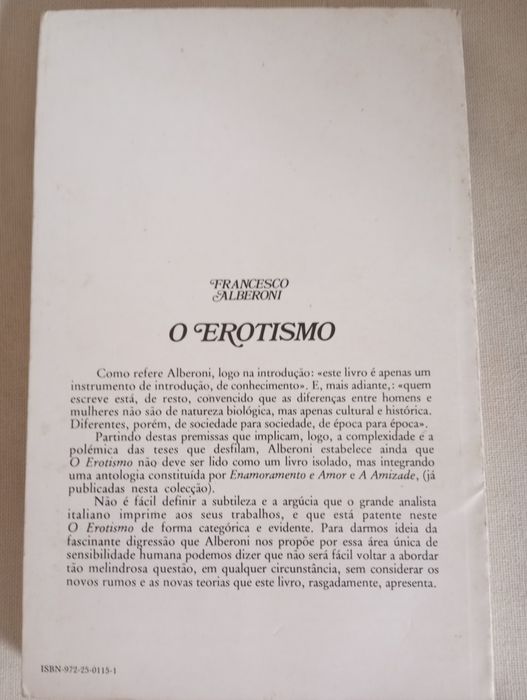 FRANCESCO
ALBERONI
O EROTISMO
Como refere Alberoni, logo na introdução: «este livro é apenas um
instrumento de introdução, de conhecimento». E, mais adiante,: «quem
escreve está, de resto, convencido que as diferenças entre homens e
mulheres não são de natureza biológica, mas apenas cultural e histórica.
Diferentes, porém, de sociedade para sociedade, de época para época».
Partindo destas premissas que implicam, logo, a complexidade e a
polémica das teses que desfilam, Alberoni estabelece ainda que
O Erotismo não deve ser lido como um livro isolado, mas integrando
uma antologia constituída por Enamoramento e Amor e A Amizade, (já
publicadas nesta colecção).
Não é fácil definir a subtileza e a argúcia que o grande analista
italiano imprime aos seus trabalhos, e que está patente neste
O Erotismo de forma categórica e evidente. Para darmos ideia da
fascinante digressão que Alberoni nos propõe por essa área única de
sensibilidade humana podemos dizer que não será fácil voltar a abordar
tão melindrosa questão, em qualquer circunstância, sem considerar os
novos rumos e as novas teorias que este livro, rasgadamente, apresenta.
ISBN-972-25-0115-1